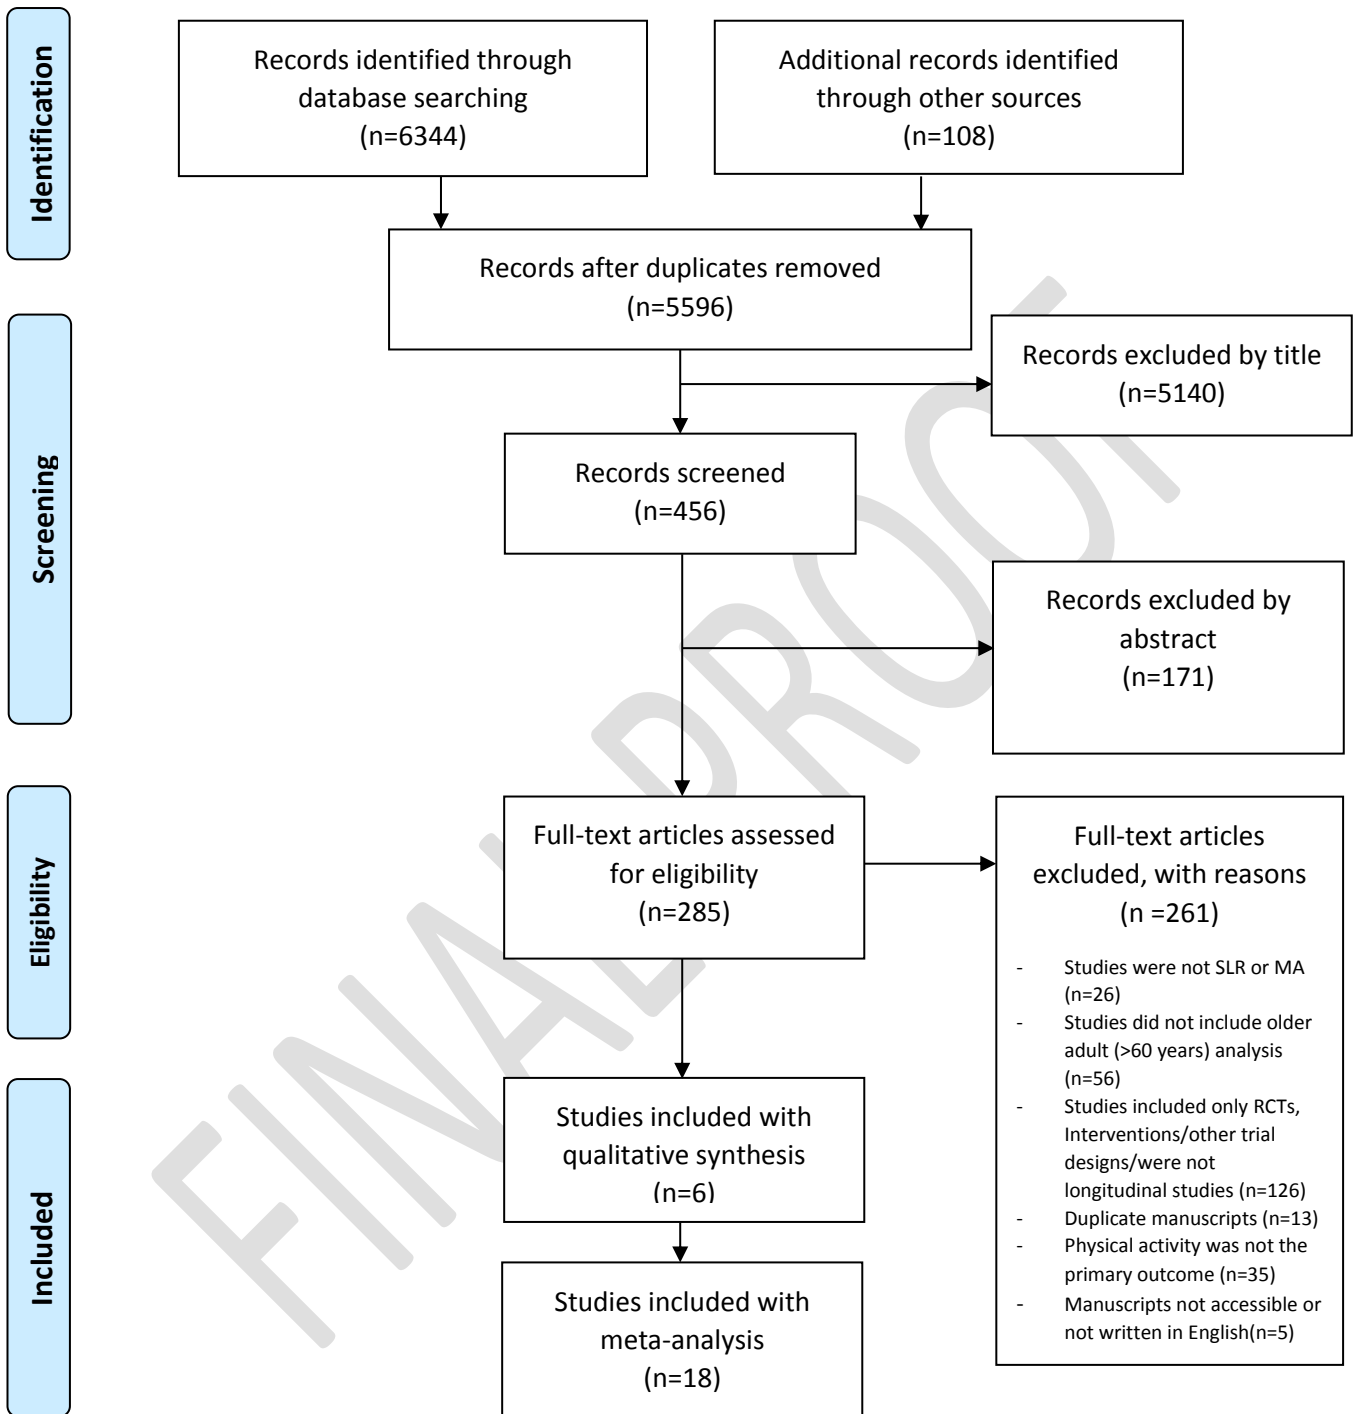 Identification
Records identified through
database searching
(n=6344)
Additional records identified
through other sources
(n=108)
Records after duplicates removed
(n=5596)
Screening
Records excluded by title
(n=5140)
Records screened
(n=456)
Records excluded by
abstract
(n=171)
Eligibility
Full-text articles assessed
for eligibility
(n=285)
Full-text articles
excluded, with reasons
(n =261)
- Studies were not SLR or MA
(n=26)
- Studies did not include older
adult (>60 years) analysis
(n=56)
- Studies included only RCTs,
Interventions/other trial
designs/were not
longitudinal studies (n=126)
- Duplicate manuscripts (n=13)
- Physical activity was not the
primary outcome (n=35)
- Manuscripts not accessible or
not written in English(n=5)
Included
Studies included with
qualitative synthesis
(n=6)
Studies included with
meta-analysis
(n=18)
FINAL PROOF